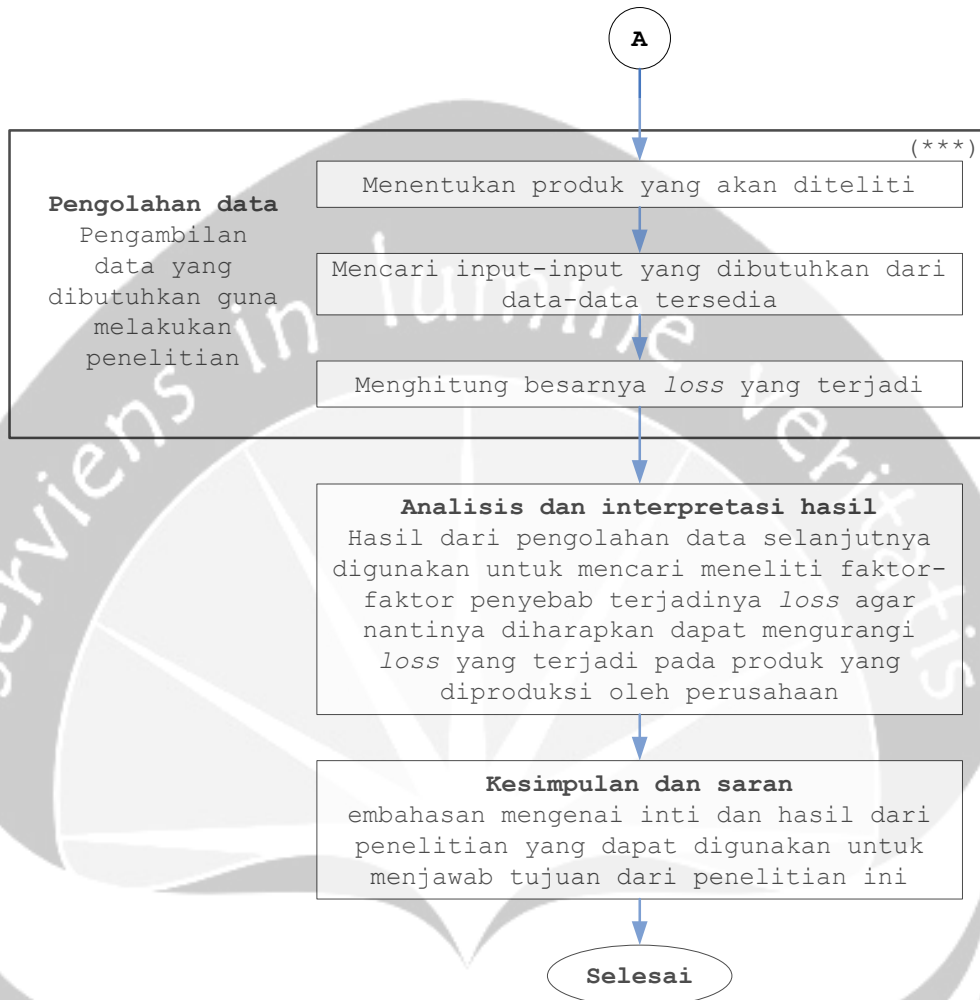 A
(***)
Pengolahan data
Pengambilan
data yang
dibutuhkan guna
melakukan
penelitian
Menentukan produk yang akan diteliti
Mencari input-input yang dibutuhkan dari
data-data tersedia
Menghitung besarnya loss yang terjadi
Analisis dan interpretasi hasil
Hasil dari pengolahan data selanjutnya
digunakan untuk mencari meneliti faktor-
faktor penyebab terjadinya loss agar
nantinya diharapkan dapat mengurangi
loss yang terjadi pada produk yang
diproduksi oleh perusahaan
Kesimpulan dan saran
embahasan mengenai inti dan hasil dari
penelitian yang dapat digunakan untuk
menjawab tujuan dari penelitian ini
Selesai
serviens in lumine veritatis